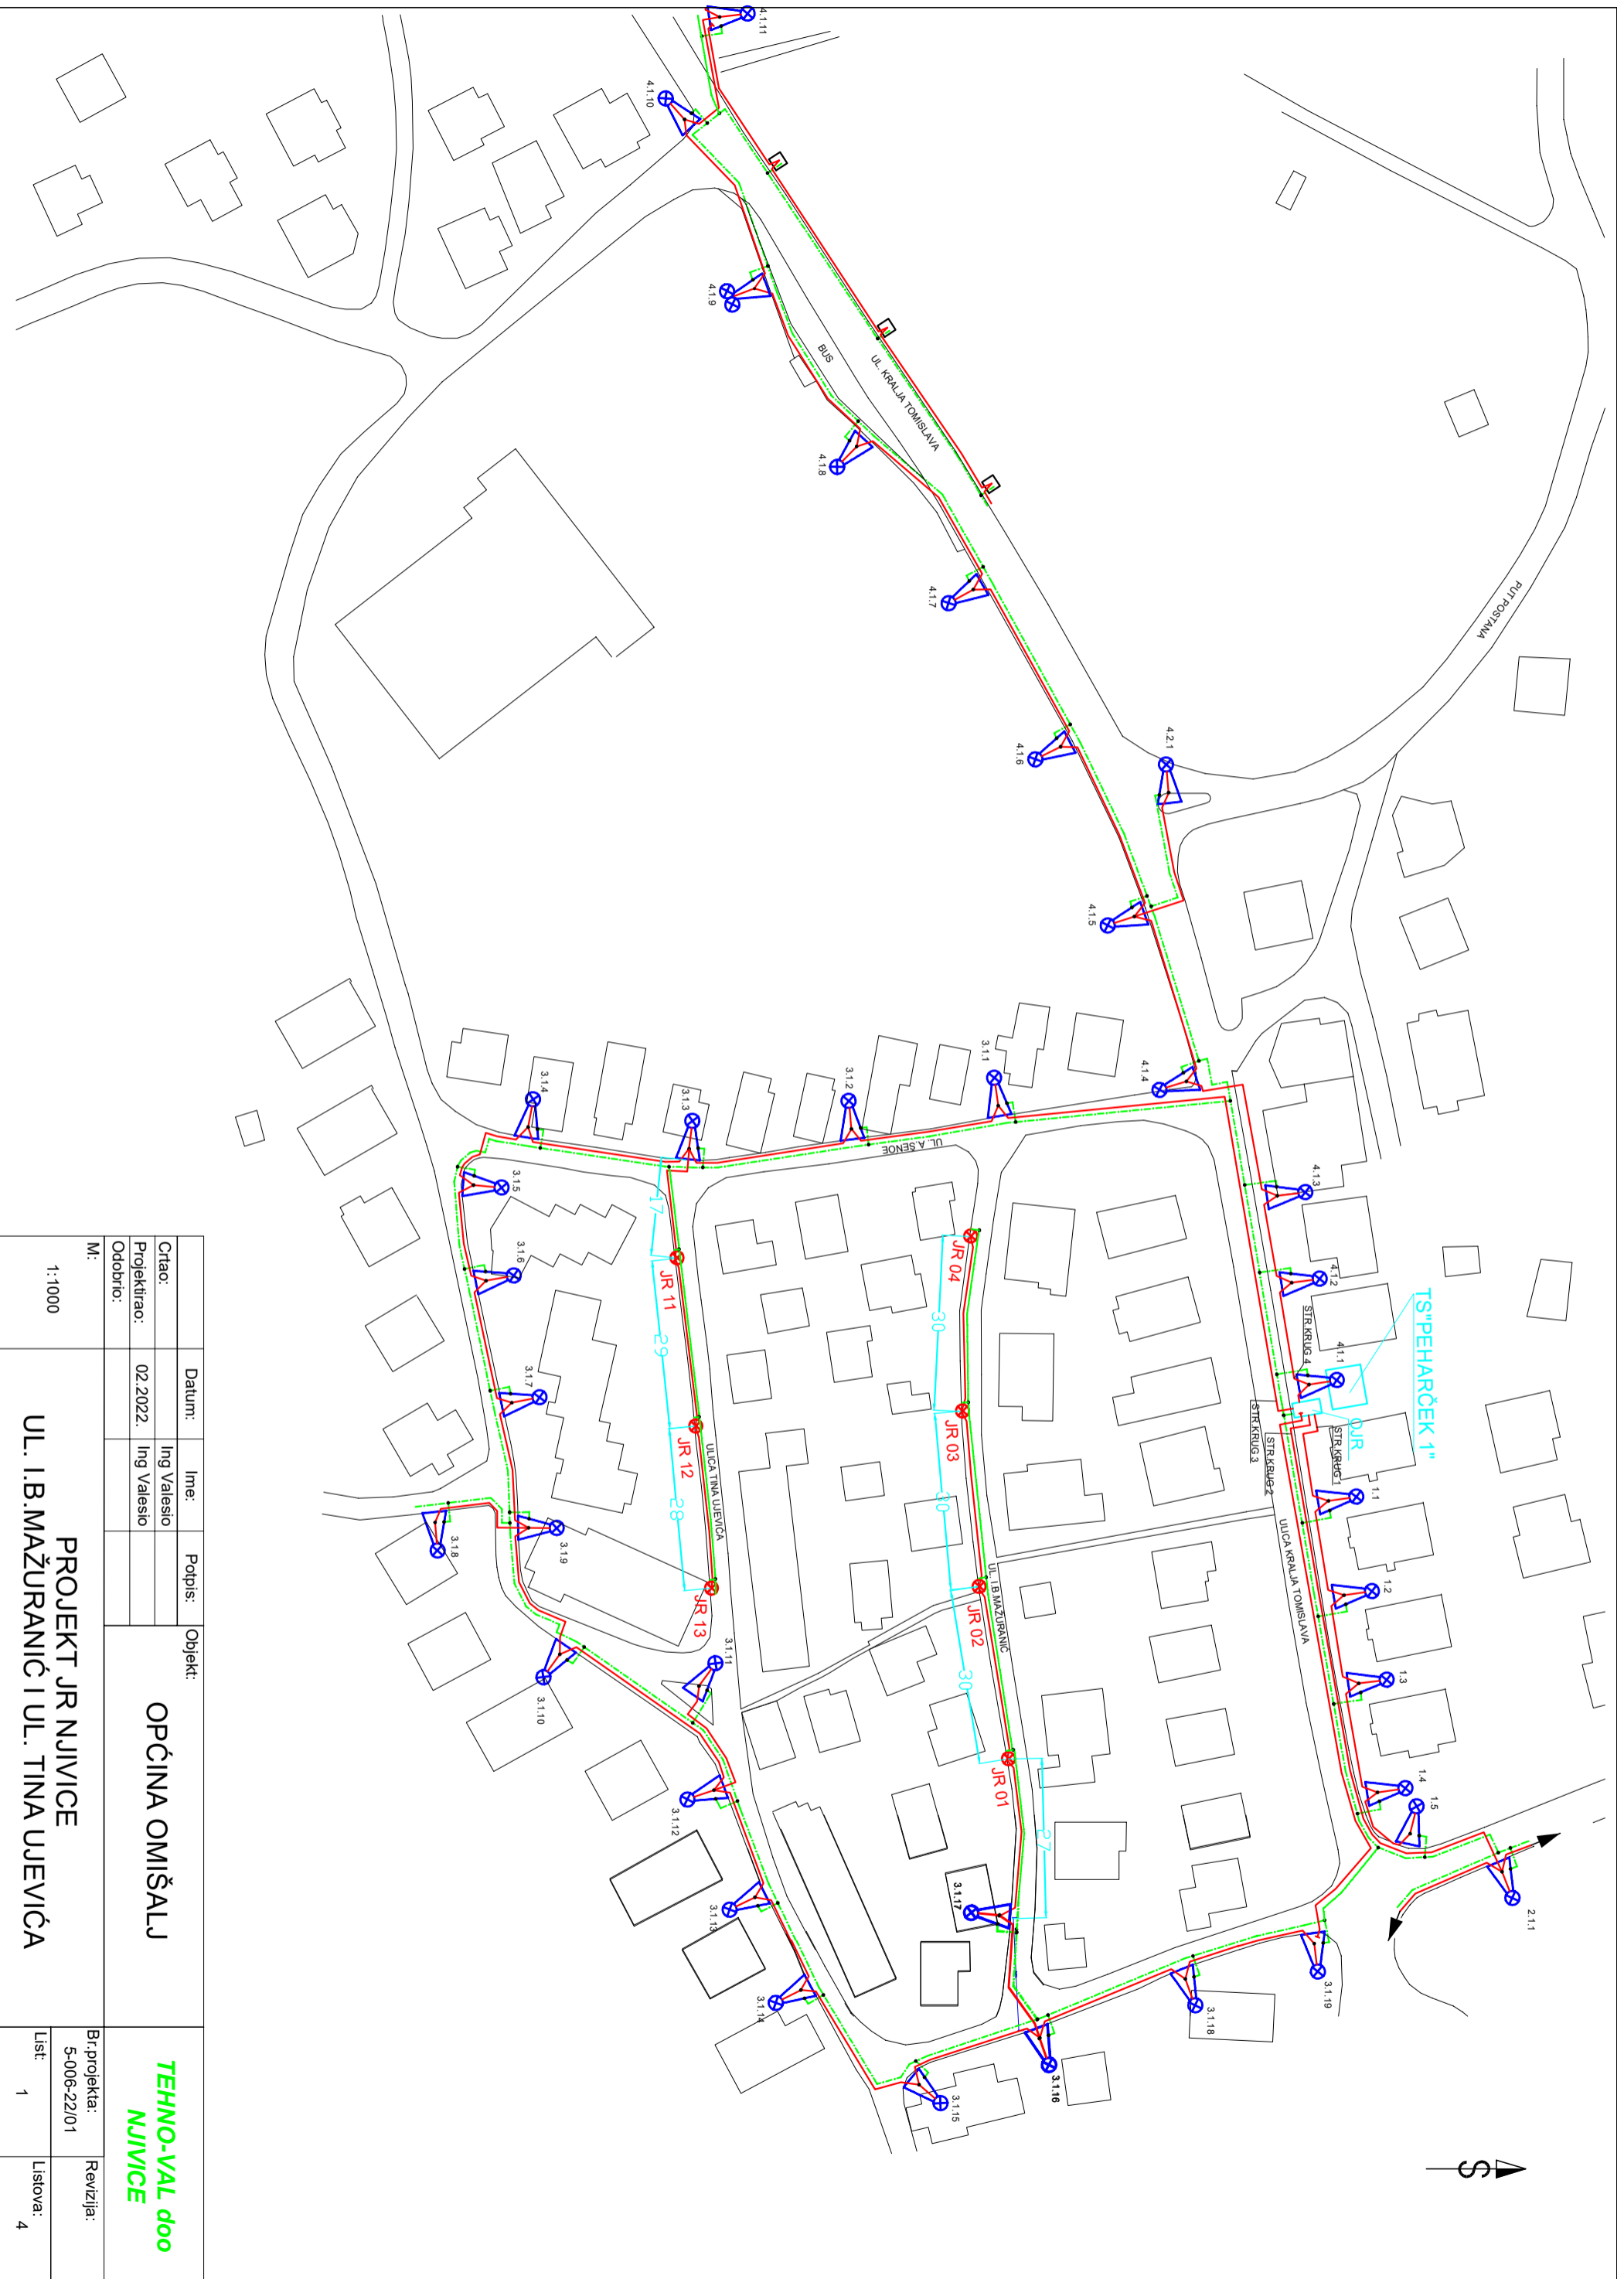 4.1.11
4.1.10
4.1.9
4.1.8
4.1.7
4.1.6
4.1.5
4.1.4
4.2.1
BUS
UL. KRALJA TOMISLAVA
PUT POSTANA
3.1.1
3.1.2
3.1.3
3.1.4
UL. A. ŠENOE
3.1.5
3.1.6
3.1.7
3.1.8
3.1.9
3.1.10
3.1.11
3.1.12
3.1.13
3.1.14
3.1.15
3.1.16
3.1.17
3.1.18
3.1.19
4.1.3
4.1.2
4.1.1
STR.KRUG 4
TS"PEHARČEK 1"
OJR
STR.KRUG1
STR.KRUG3
STR.KRUG 2
1.1
1.2
1.3
1.4
1.5
2.1.1
ULICA KRALJA TOMISLAVA
JR 04
30
JR 03
30
JR 02
UL. I.B.MAŽURANIĆ
30
JR 01
27
17
JR 11
29
JR 12
ULICA TINA UJEVIĆA
28
JR 13
S
Datum:
Ime:
Potpis:
Crtao:
Ing Valesio
Projektirao:
02.2022.
Ing Valesio
Odobrio:
Objekt:
OPĆINA OMIŠALJ
TEHNO-VAL doo
NJIVICE
M:
1:1000
PROJEKT JR NJIVICE
UL. I.B.MAŽURANIĆ I UL. TINA UJEVIĆA
Br.projekta:
5-006-22/01
Revizija:
List:
1
Listova:
4